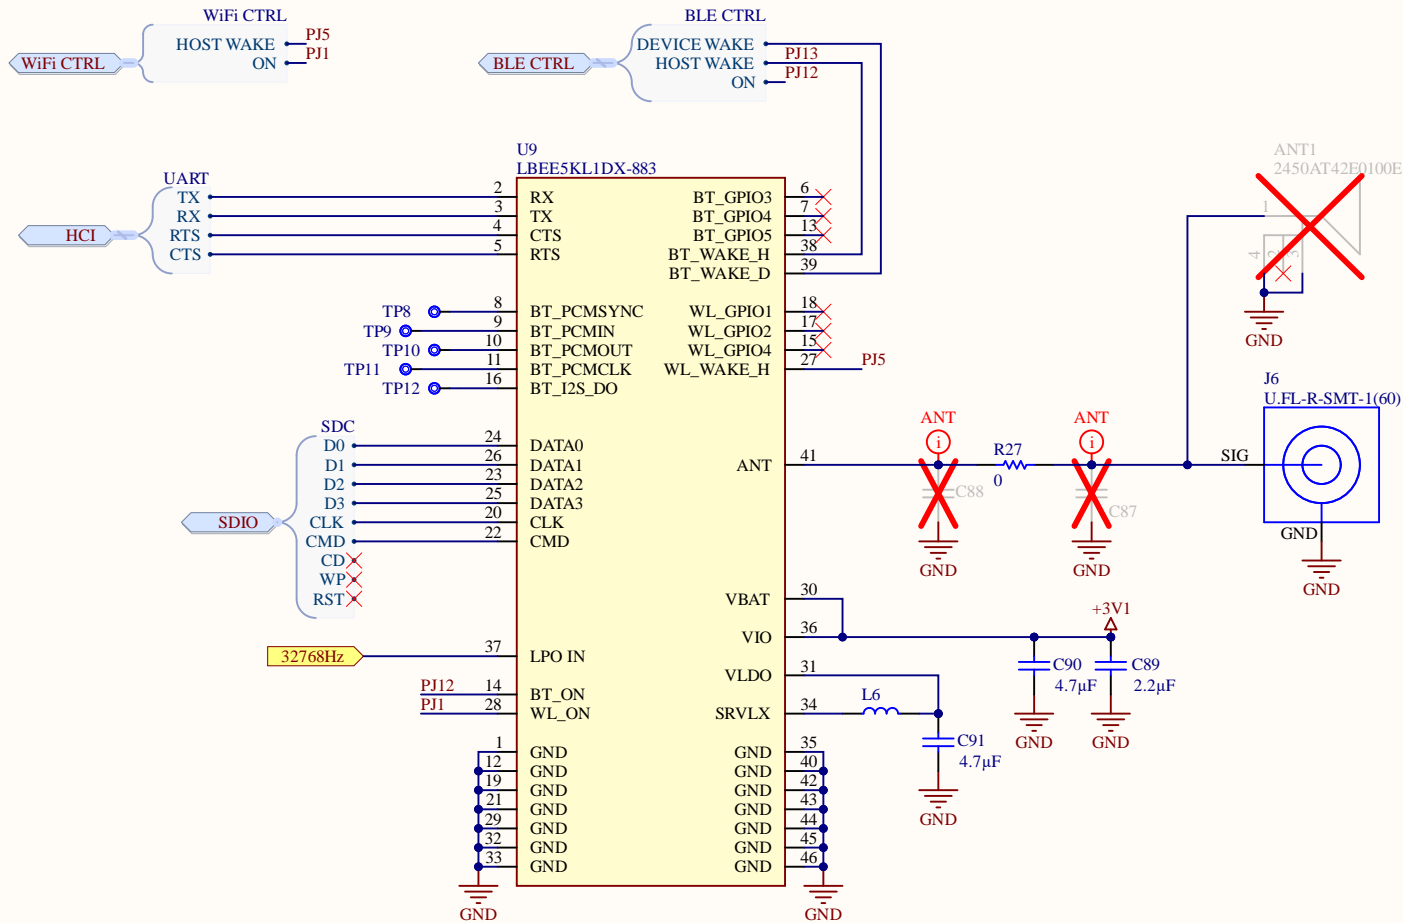 WiFi CTRL
HOST WAKE PJ5
WiFi CTRL ON PJ1
BLE CTRL
DEVICE WAKE
BLE CTRL HOST WAKE PJ13
ON PJ12
U9
LBEE5KL1DX-883
ANT1
2450AT42E0100E
UART
HCI
TX 2 RX BT_GPIO3 6
RX 3 TX BT_GPIO4 7
RTS 4 CTS BT_GPIO5 13
CTS 5 RTS BT_WAKE_H 38
BT_WAKE_D 39
1
4 2 3
GND
TP8 8 BT_PCMSYNC WL_GPIO1 18
TP9 9 BT_PCMIN WL_GPIO2 17
TP10 10 BT_PCMOUT WL_GPIO4 15
TP11 11 BT_PCMCLK WL_WAKE_H 27 PJ5
TP12 16 BT_I2S_DO
J6
U.FL-R-SMT-1(60)
SDC
SDIO
D0 24 DATA0
D1 26 DATA1 ANT 41
D2 23 DATA2
D3 25 DATA3
CLK 20 CLK
CMD 22 CMD
CD
WP
RST
ANT
i
C88
GND
R27
0
ANT
i
C87
GND
SIG
GND
GND
VBAT 30
VIO 36
+3V1
C90
4.7µF
GND
C89
2.2µF
GND
32768Hz 37 LPO IN
VLDO 31
PJ12 14 BT_ON
PJ1 28 WL_ON SRVLX 34 L6
C91
4.7µF
GND
1 GND GND 35
12 GND GND 40
19 GND GND 42
21 GND GND 43
29 GND GND 44
32 GND GND 45
33 GND GND 46
GND GND